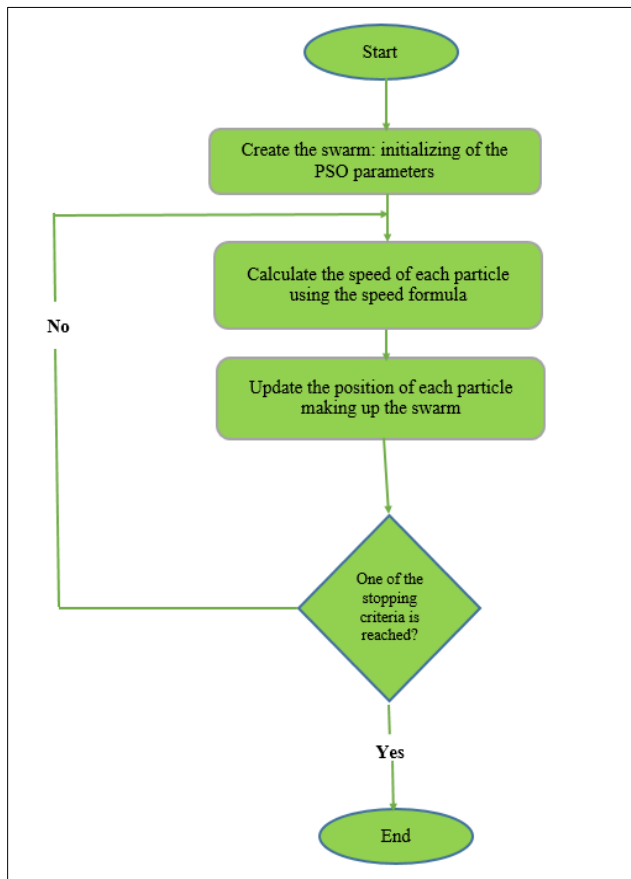 Start
Create the swarm: initializing of the
PSO parameters
Calculate the speed of each particle
using the speed formula
No
Update the position of each particle
making up the swarm
One of the
stopping
criteria is
reached?
Yes
End